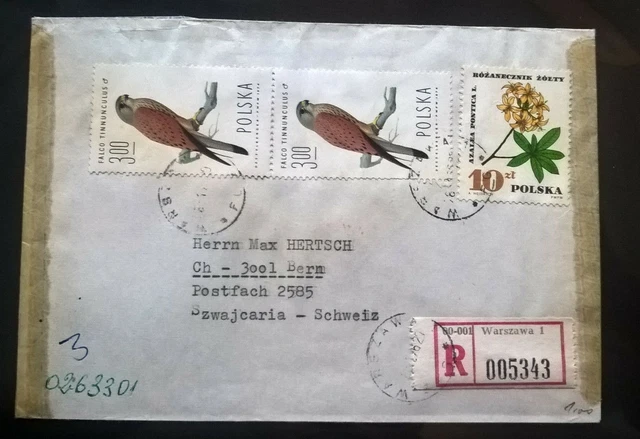 FALCO TINNUNCULUS ♂
3.00
POLSKA
FALCO TINNUNCULUS ♂
3.00
POLSKA
RÓŻANECZNIK ŻÓŁTY
AZALEA PONTICA L.
10 zł
POLSKA
Herrn Max HERTSCH
Ch - 3001 Bern
Postfach 2585
Szwajcaria - Schweiz
WARSZAWA
00-001 Warszawa 1
R 005343
3
0263301